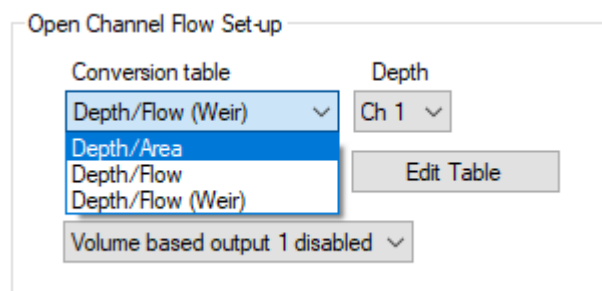 Open Channel Flow Set-up
Conversion table Depth
Depth/Flow (Weir) Ch 1
Depth/Area
Depth/Flow Edit Table
Depth/Flow (Weir)
Volume based output 1 disabled